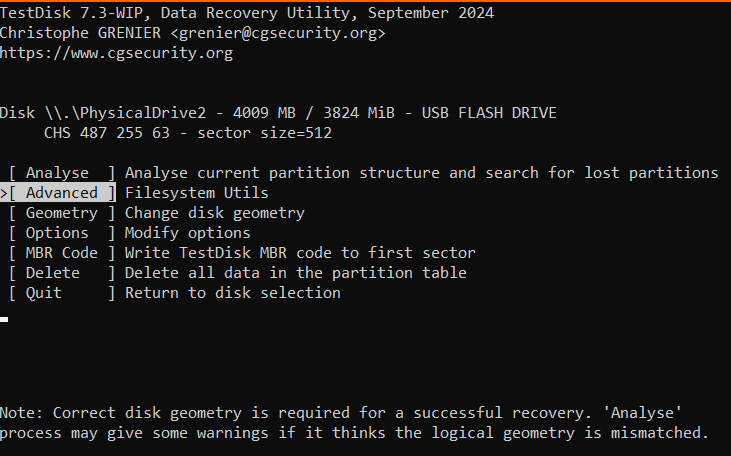 TestDisk 7.3-WIP, Data Recovery Utility, September 2024
Christophe GRENIER <grenier@cgsecurity.org>
https://www.cgsecurity.org
Disk \\.\PhysicalDrive2 - 4009 MB / 3824 MiB - USB FLASH DRIVE
CHS 487 255 63 - sector size=512
[ Analyse  ] Analyse current partition structure and search for lost partitions
>[ Advanced ] Filesystem Utils
[ Geometry ] Change disk geometry
[ Options  ] Modify options
[ MBR Code ] Write TestDisk MBR code to first sector
[ Delete   ] Delete all data in the partition table
[ Quit     ] Return to disk selection
Note: Correct disk geometry is required for a successful recovery. 'Analyse'
process may give some warnings if it thinks the logical geometry is mismatched.